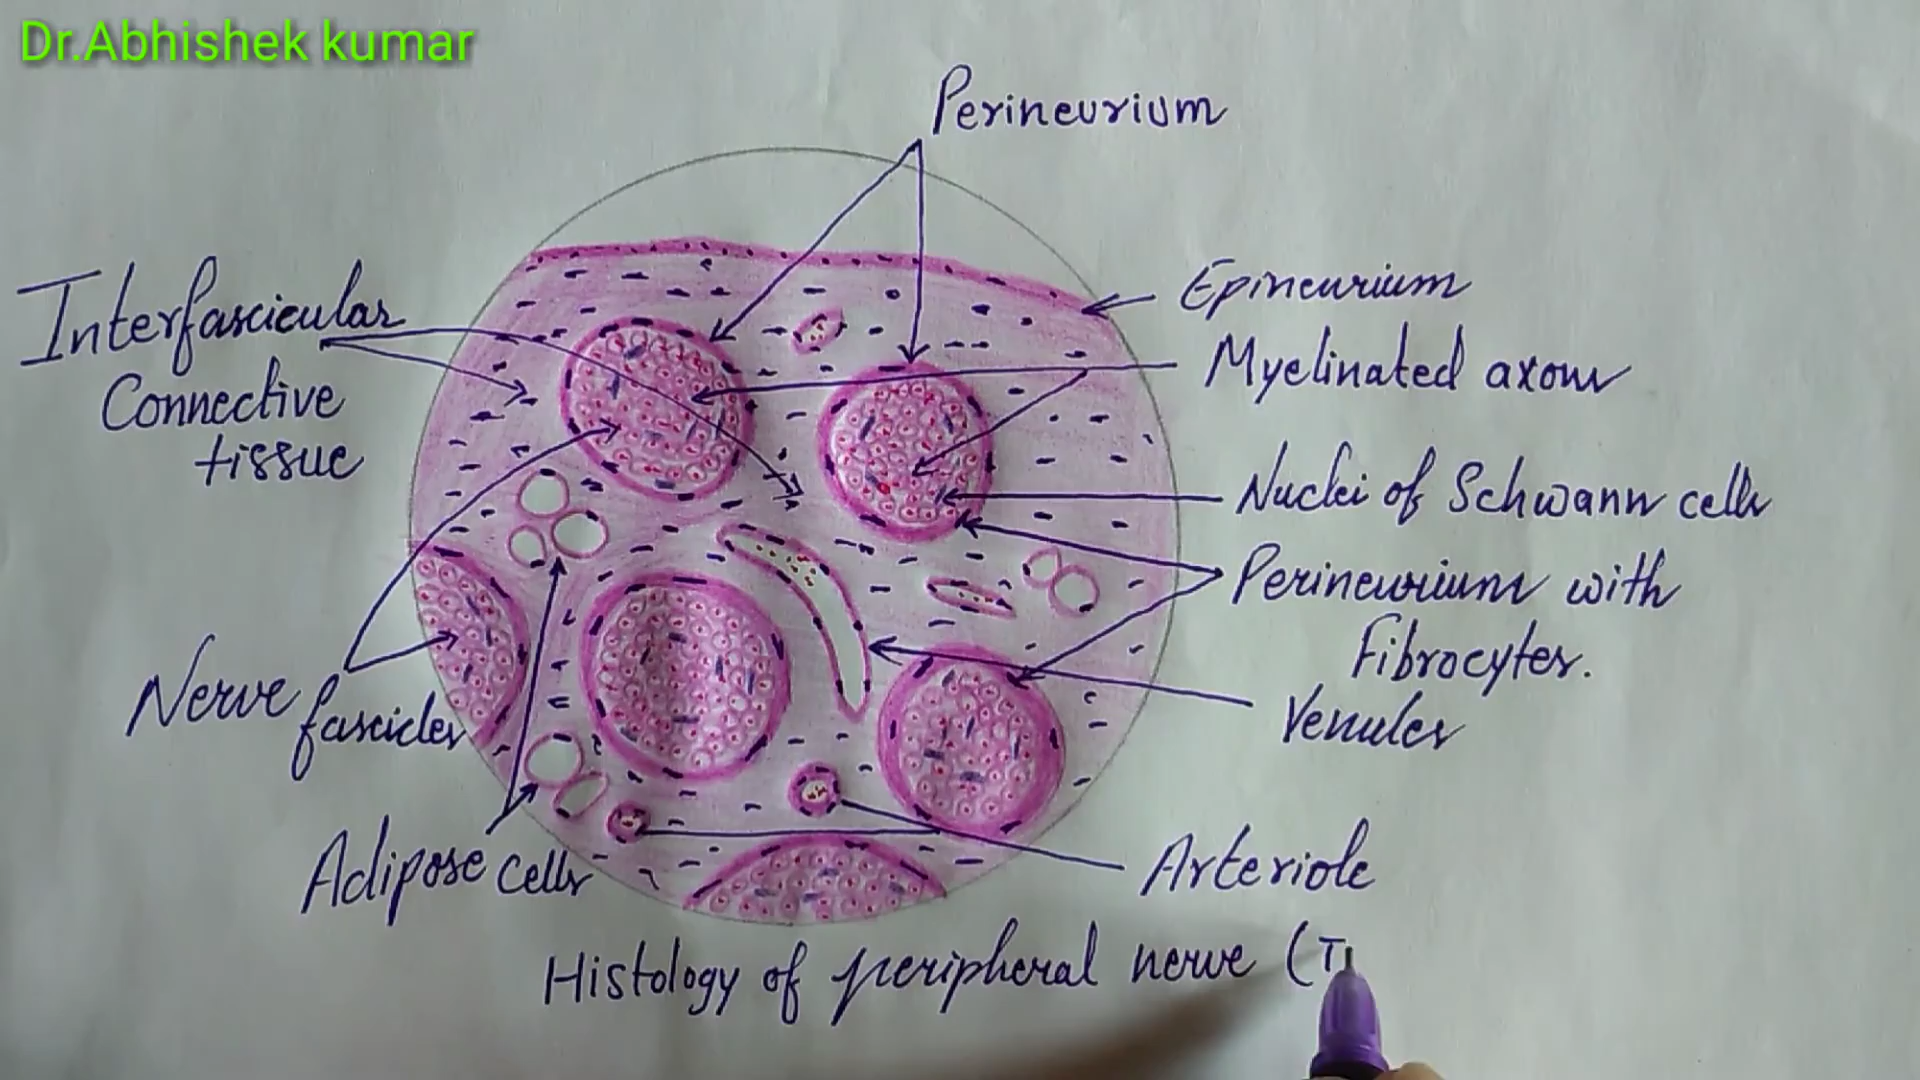 Dr.Abhishek kumar
Perineurium
Interfascicular
Connective
tissue
Epineurium
Myelinated axons
Nuclei of Schwann cells
Perineurium with
Fibrocytes.
Venules
Nerve
fascicles
Adipose cells
Arteriole
Histology of peripheral nerve (T